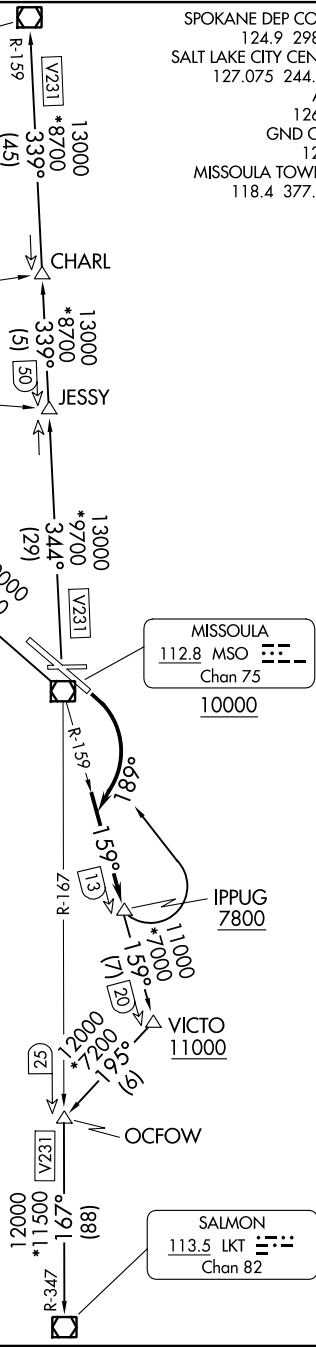 SPOKANE DEP CO
124.9 298
SALT LAKE CITY CEN
127.075 244.
A
126
GND C
12
MISSOULA TOWE
118.4 377.
R-159
V231
13000
*8700
339°
(45)
CHARL
13000
*8700
339°
(5)
50
JESSY
13000
*9700
344°
(29)
V231
MISSOULA
112.8 MSO
Chan 75
10000
R-159
189°
159°
13
IPPUG
7800
R-167
11000
*7000
159°
(7)
20
VICTO
11000
12000
*7200
195°
(6)
25
OCFOW
V231
(88)
197°
*11500
12000
R-347
SALMON
113.5 LKT
Chan 82